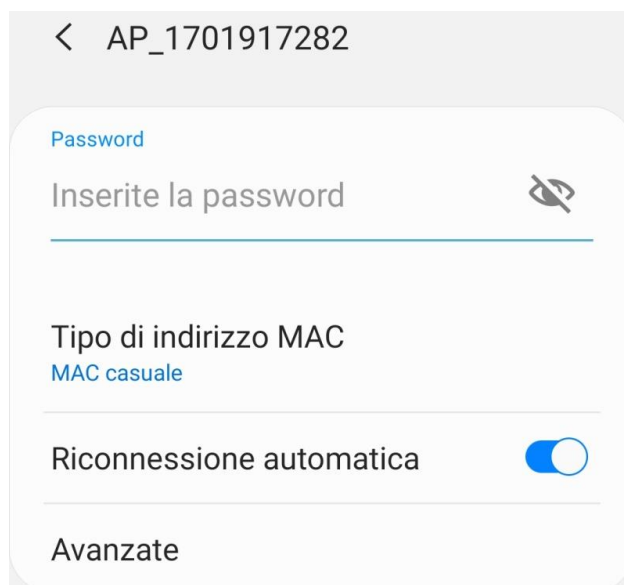 AP_1701917282
Password
Inserite la password
Tipo di indirizzo MAC
MAC casuale
Riconnessione automatica
Avanzate